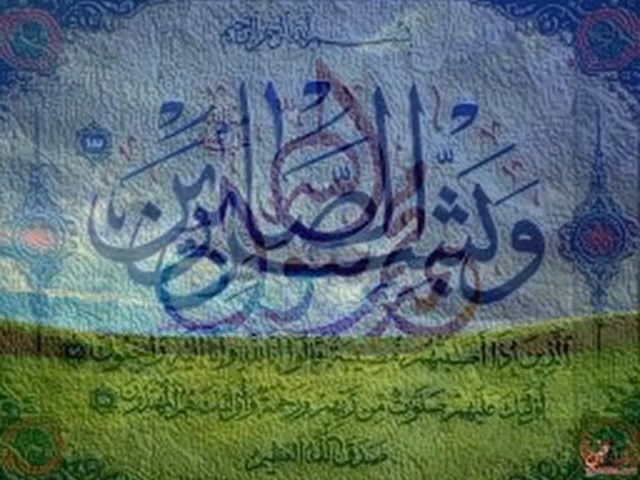 بسم الله الرحمن الرحيم
وبشر الصابرين ١٥٥
الذين إذا أصابتهم مصيبة قالوا إنا لله وإنا إليه راجعون
أولئك عليهم صلوات من ربهم ورحمة وأولئك هم المهتدون
صدق الله العظيم